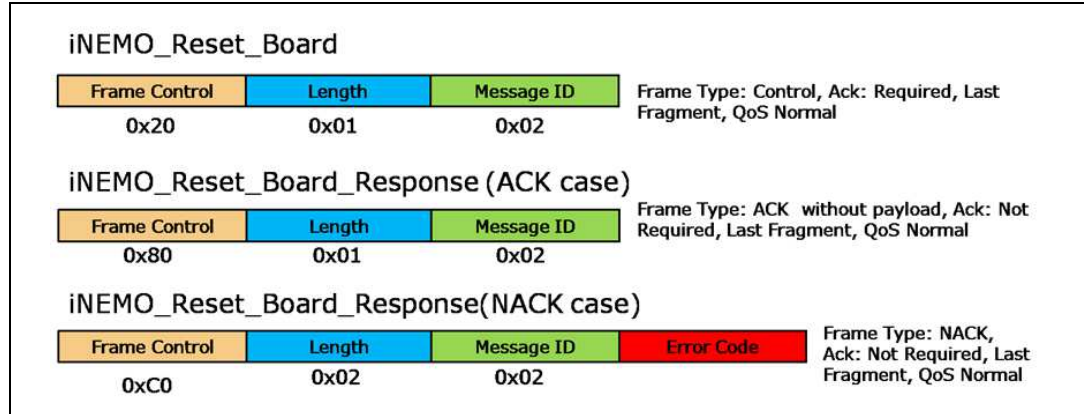 iNEMO_Reset_Board
Frame Control Length Message ID
0x20 0x01 0x02
Frame Type: Control, Ack: Required, Last
Fragment, QoS Normal
iNEMO_Reset_Board_Response (ACK case)
Frame Control Length Message ID
0x80 0x01 0x02
Frame Type: ACK without payload, Ack: Not
Required, Last Fragment, QoS Normal
iNEMO_Reset_Board_Response(NACK case)
Frame Control Length Message ID Error Code
0xC0 0x02 0x02
Frame Type: NACK,
Ack: Not Required, Last
Fragment, QoS Normal